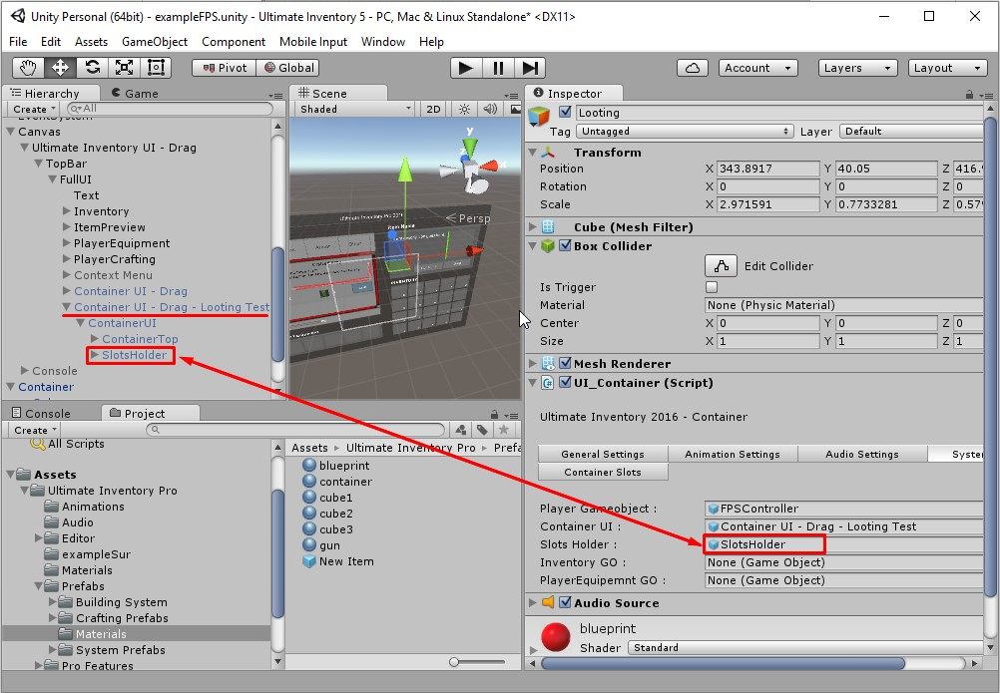 Unity Personal (64bit) - exampleFPS.unity - Ultimate Inventory 5 - PC, Mac & Linux Standalone* <DX11>
File Edit Assets GameObject Component Mobile Input Window Help
Pivot Global Account Layers Layout
Hierarchy Game
Create All
EventSystem
Canvas
Ultimate Inventory UI - Drag
TopBar
FullUI
Text
Inventory
ItemPreview
PlayerEquipment
PlayerCrafting
Context Menu
Container UI - Drag
Container UI - Drag - Looting Test
ContainerUI
ContainerTop
SlotsHolder
Console
Container
Scene
Shaded 2D
y
x
z
Persp
Item Name
INVENTORY
Console Project
Create
All Scripts
Assets
Ultimate Inventory Pro
Animations
Audio
Editor
exampleSur
Materials
Prefabs
Building System
Crafting Prefabs
Materials
System Prefabs
Pro Features
Assets Ultimate Inventory Pro Prefa
blueprint
container
cube1
cube2
cube3
gun
New Item
Inspector
Looting
Tag Untagged Layer Default
Transform
Position X 343.8917 Y 40.05 Z 416.9
Rotation X 0 Y 0 Z 0
Scale X 2.971591 Y 0.7733281 Z 0.579
Cube (Mesh Filter)
Box Collider
Edit Collider
Is Trigger
Material None (Physic Material)
Center X 0 Y 0 Z 0
Size X 1 Y 1 Z 1
Mesh Renderer
UI_Container (Script)
Ultimate Inventory 2016 - Container
General Settings Animation Settings Audio Settings Syster
Container Slots
Player Gameobject : FPSController
Container UI : Container UI - Drag - Looting Test
Slots Holder : SlotsHolder
Inventory GO : None (Game Object)
PlayerEquipemnt GO : None (Game Object)
Audio Source
blueprint
Shader Standard